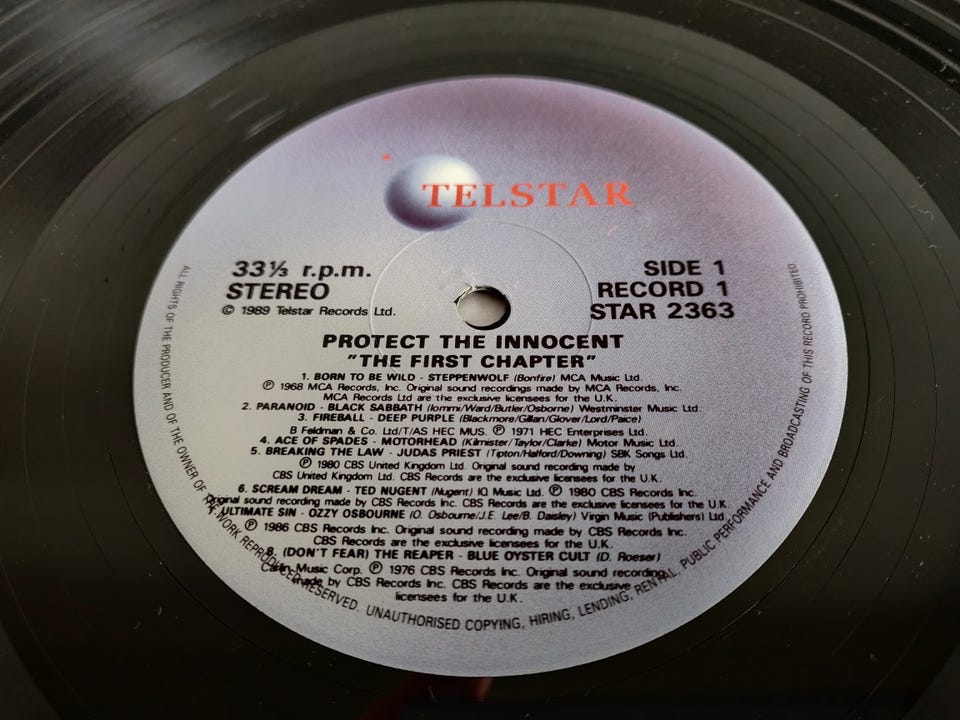 TELSTAR
33⅓ r.p.m.
STEREO
© 1989 Telstar Records Ltd.
SIDE 1
RECORD 1
STAR 2363
PROTECT THE INNOCENT
"THE FIRST CHAPTER"
1. BORN TO BE WILD - STEPPENWOLF (Bonfire) MCA Music Ltd.
℗ 1968 MCA Records, Inc. Original sound recordings made by MCA Records, Inc.
MCA Records Ltd are the exclusive licensees for the U.K.
2. PARANOID - BLACK SABBATH (Iommi/Ward/Butler/Osborne) Westminster Music Ltd.
3. FIREBALL - DEEP PURPLE (Blackmore/Gillan/Glover/Lord/Paice)
B Feldman & Co. Ltd/T/AS HEC MUS. ℗ 1971 HEC Enterprises Ltd.
4. ACE OF SPADES - MOTORHEAD (Kilmister/Taylor/Clarke) Motor Music Ltd.
5. BREAKING THE LAW - JUDAS PRIEST (Tipton/Halford/Downing) SBK Songs Ltd.
℗ 1980 CBS United Kingdom Ltd. Original sound recording made by
CBS United Kingdom Ltd. CBS Records are the exclusive licensees for the U.K.
6. SCREAM DREAM - TED NUGENT (Nugent) IQ Music Ltd. ℗ 1980 CBS Records Inc.
Original sound recording made by CBS Records Inc. CBS Records are the exclusive licensees for the U.K.
7. ULTIMATE SIN - OZZY OSBOURNE (O. Osbourne/J.E. Lee/B. Daisley) Virgin Music (Publishers) Ltd.
℗ 1986 CBS Records Inc. Original sound recording made by CBS Records Inc.
CBS Records are the exclusive licensees for the U.K.
8. (DON'T FEAR) THE REAPER - BLUE OYSTER CULT (D. Roeser)
Carlin Music Corp. ℗ 1976 CBS Records Inc. Original sound recording
made by CBS Records Inc. CBS Records are the exclusive
licensees for the U.K.
ALL RIGHTS OF THE PRODUCER AND OF THE OWNER OF THE WORK REPRODUCED RESERVED. UNAUTHORISED COPYING, HIRING, LENDING, RENTAL, PUBLIC PERFORMANCE AND BROADCASTING OF THIS RECORD PROHIBITED